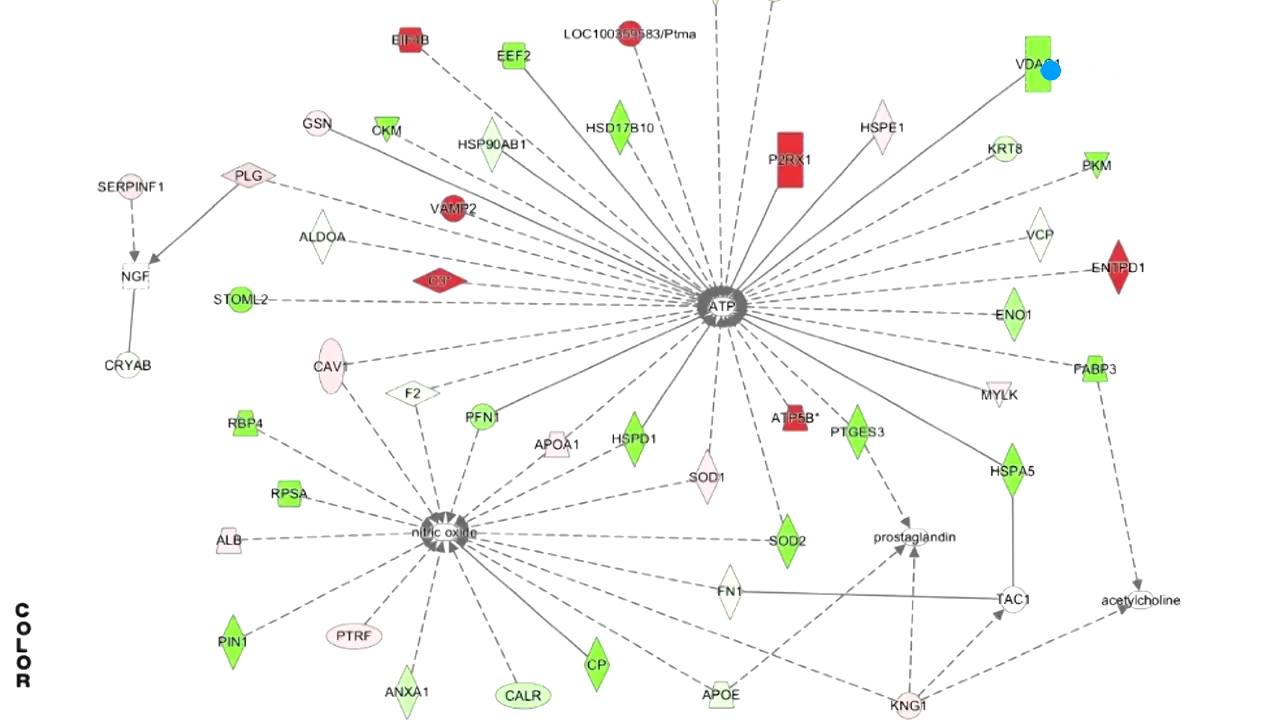 EIF4B
LOC100359583/Ptma
EEF2
VDAC1
GSN
CKM
HSP90AB1
HSD17B10
P2RX1
HSPE1
KRT8
PKM
SERPINF1
PLG
VAMP2
ALDOA
VCP
NGF
C3*
ENTPD1
STOML2
ATP
ENO1
CRYAB
CAV1
F2
FABP3
MYLK
RBP4
PFN1
APOA1
HSPD1
ATP5B*
PTGES3
SOD1
HSPA5
RPSA
ALB
nitric oxide
SOD2
prostaglandin
FN1
TAC1
acetylcholine
PIN1
PTRF
CP
ANXA1
CALR
APOE
KNG1
C
O
L
O
R